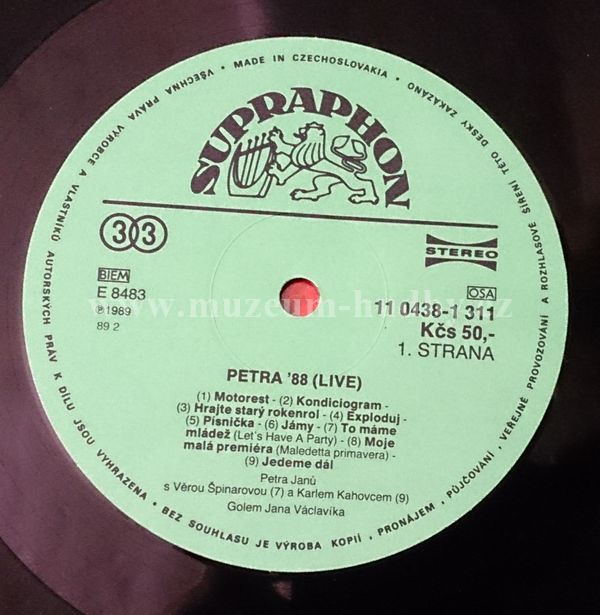 VŠECHNA PRÁVA VÝROBCE A VLASTNÍKŮ AUTORSKÝCH PRÁV K DÍLU JSOU VYHRAZENA • BEZ SOUHLASU JE VÝROBA KOPIÍ, PRONÁJEM, PŮJČOVÁNÍ, VEŘEJNÉ PROVOZOVÁNÍ A ROZHLASOVÉ ŠÍŘENÍ TÉTO DESKY ZAKÁZÁNO • MADE IN CZECHOSLOVAKIA •
SUPRAPHON
33
STEREO
BIEM
OSA
E 8483
11 0438-1 311
℗1989
Kčs 50,-
89 2
1. STRANA
www.muzeum-hudby.cz
PETRA '88 (LIVE)
(1) Motorest - (2) Kondiciogram -
(3) Hrajte starý rokenrol - (4) Exploduj -
(5) Písnička - (6) Jámy - (7) To máme
mládež (Let's Have A Party) - (8) Moje
malá premiéra (Maledetta primavera) -
(9) Jedeme dál
Petra Janů
s Věrou Špinarovou (7) a Karlem Kahovcem (9)
Golem Jana Václavíka